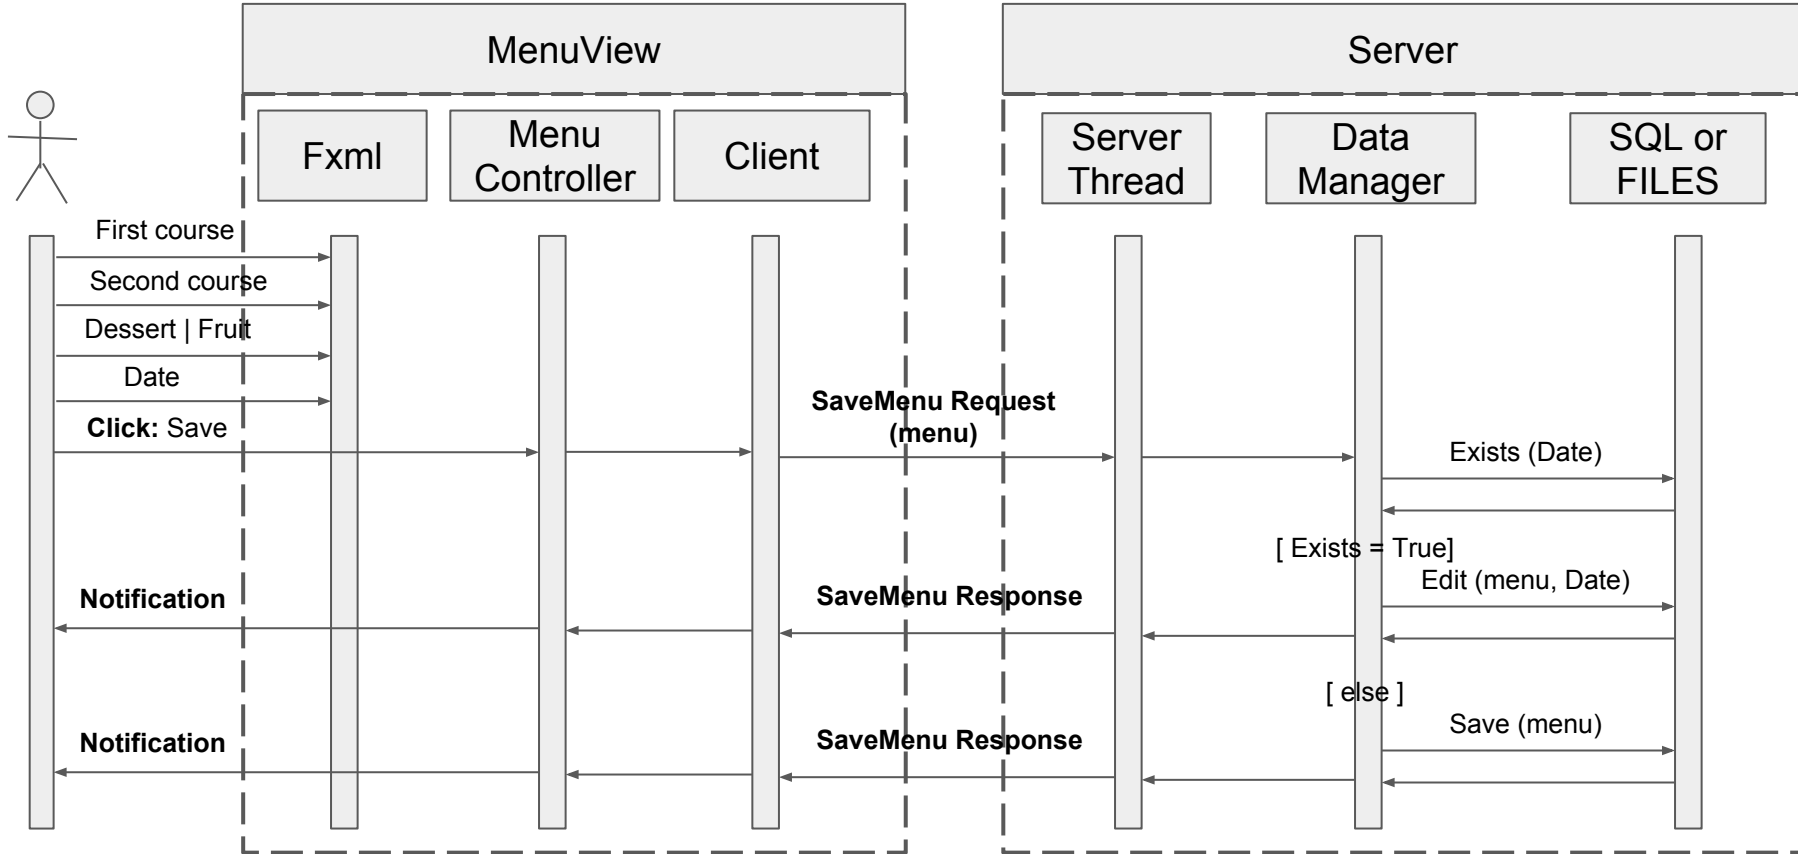 MenuView
Server
Fxml
Menu
Controller
Client
Server
Thread
Data
Manager
SQL or
FILES
First course
Second course
Dessert | Fruit
Date
Click: Save
SaveMenu Request
(menu)
Exists (Date)
[ Exists = True]
Edit (menu, Date)
Notification
SaveMenu Response
[ else ]
Save (menu)
Notification
SaveMenu Response